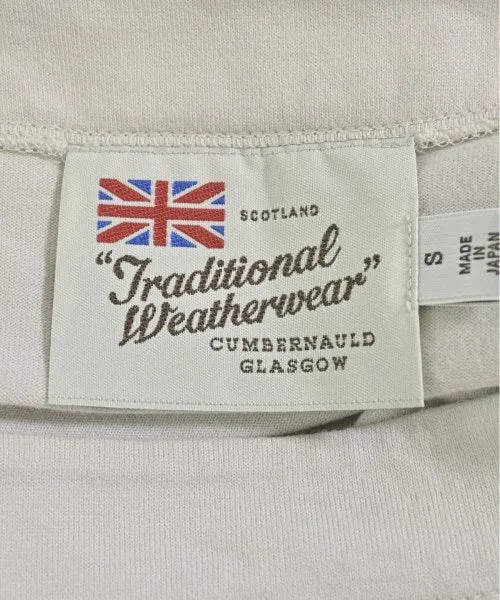 SCOTLAND
"Traditional
Weatherwear"
CUMBERNAULD
GLASGOW
S
MADE
IN
JAPAN